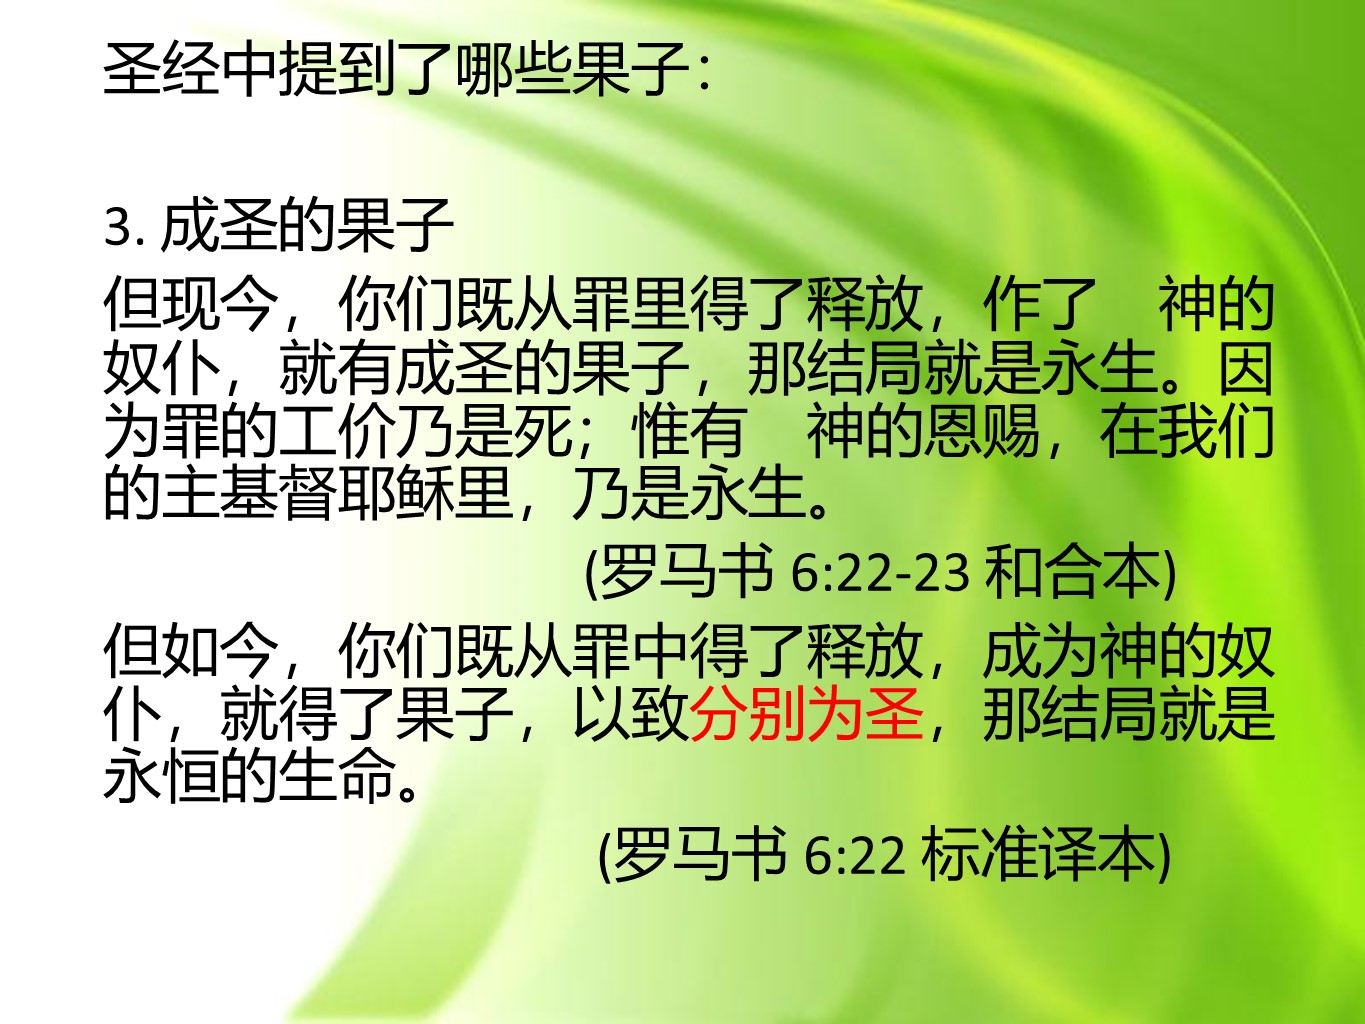 圣经中提到了哪些果子：
3. 成圣的果子
但现今，你们既从罪里得了释放，作了　神的
奴仆，就有成圣的果子，那结局就是永生。因
为罪的工价乃是死；惟有　神的恩赐，在我们
的主基督耶稣里，乃是永生。
(罗马书 6:22-23 和合本)
但如今，你们既从罪中得了释放，成为神的奴
仆，就得了果子，以致分别为圣，那结局就是
永恒的生命。
(罗马书 6:22 标准译本)